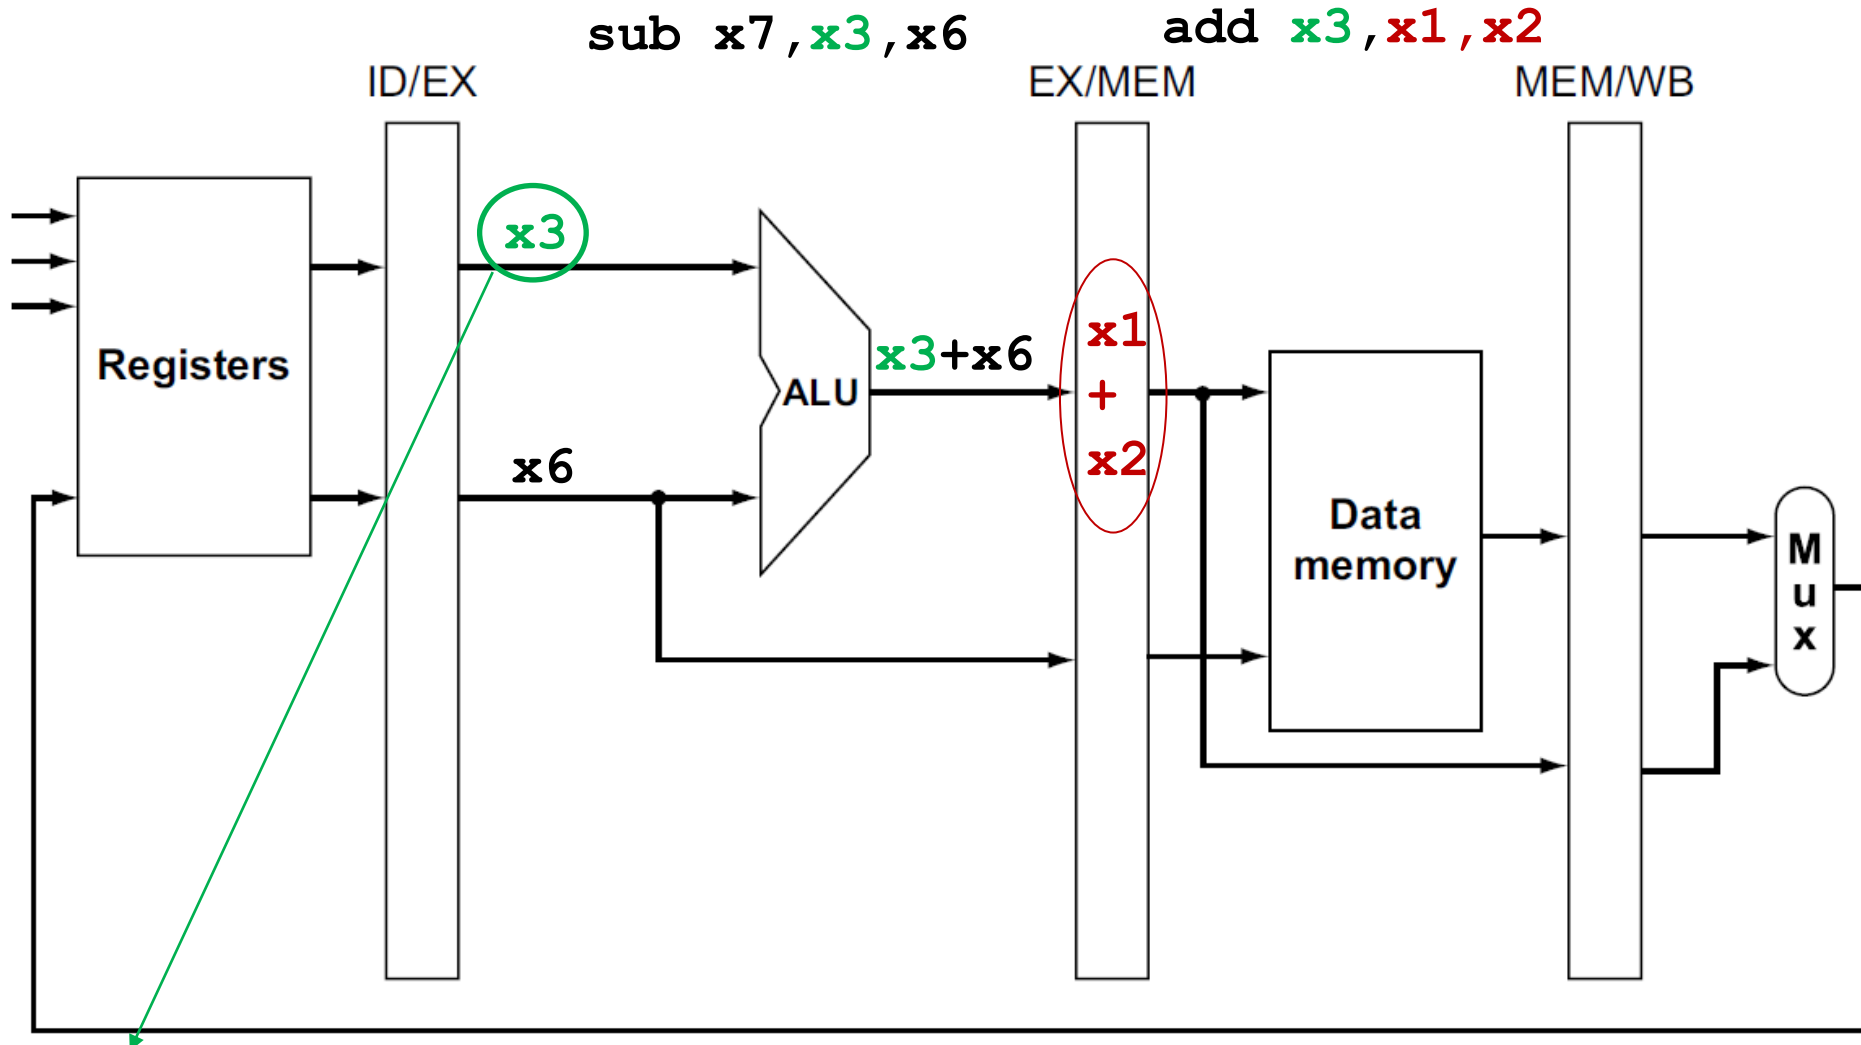 sub x7,x3,x6
add x3,x1,x2
ID/EX
EX/MEM
MEM/WB
x3
Registers
ALU
x3+x6
x1
+
x2
x6
Data
memory
M
u
x